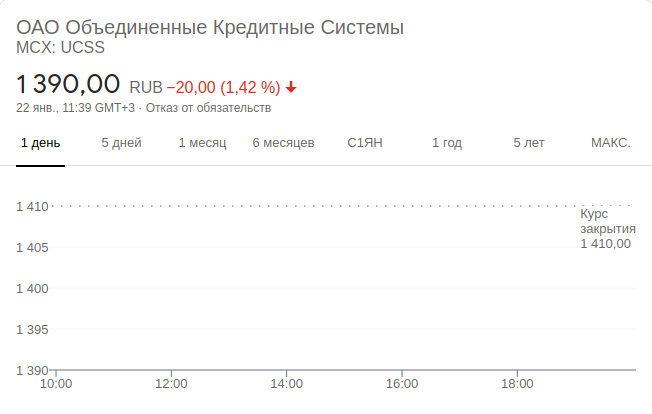 ОАО Объединенные Кредитные Системы
MCX: UCSS
1 390,00 RUB −20,00 (1,42 %)
22 янв., 11:39 GMT+3 · Отказ от обязательств
1 день 5 дней 1 месяц 6 месяцев С1ЯН 1 год 5 лет МАКС.
1 410
Курс
закрытия
1 410,00
1 405
1 400
1 395
1 390
10:00 12:00 14:00 16:00 18:00